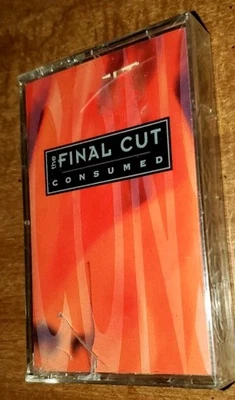 the FINAL CUT
CONSUMED